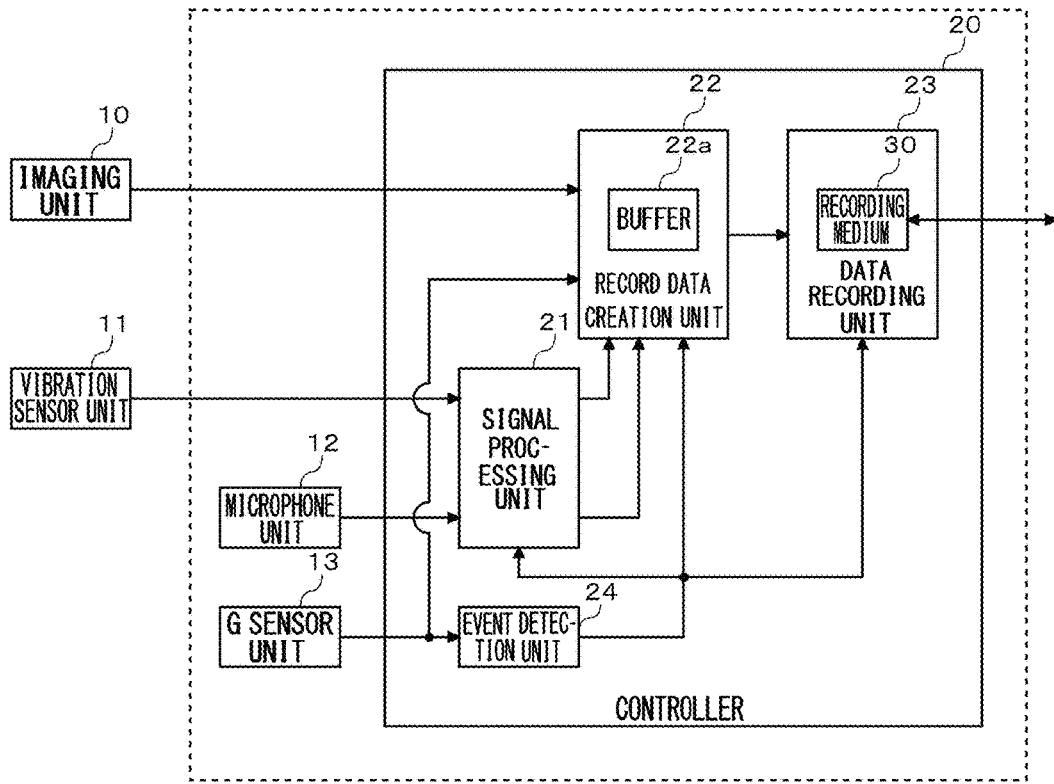 20
22
23
10
22a
30
IMAGING
UNIT
BUFFER
RECORDING
MEDIUM
RECORD DATA
CREATION UNIT
DATA
RECORDING
UNIT
11
21
VIBRATION
SENSOR UNIT
SIGNAL
PROC-
ESSING
UNIT
12
MICROPHONE
UNIT
13
24
G SENSOR
UNIT
EVENT DETEC-
TION UNIT
CONTROLLER